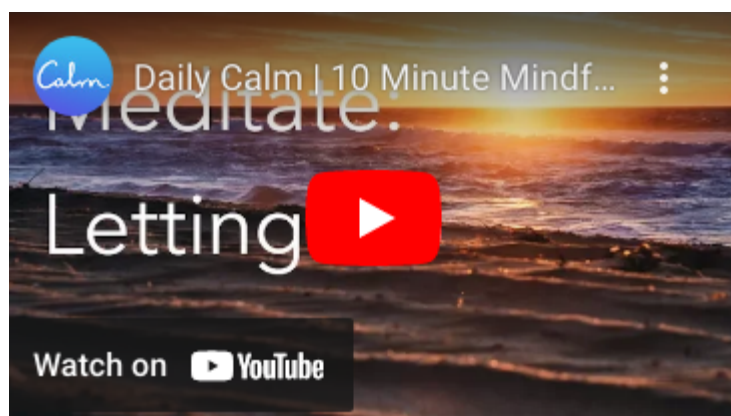 Calm
Daily Calm | 10 Minute Mindf...
Meditate:
Letting
Watch on YouTube